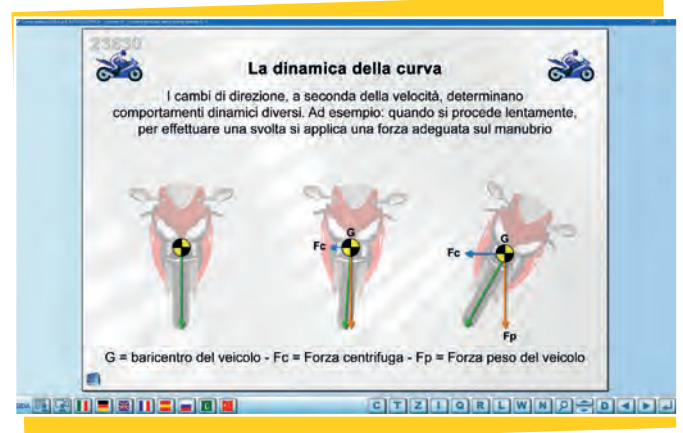 23630
La dinamica della curva
I cambi di direzione, a seconda della velocità, determinano
comportamenti dinamici diversi. Ad esempio: quando si procede lentamente,
per effettuare una svolta si applica una forza adeguata sul manubrio
G
Fc
G
Fc
Fp
G = baricentro del veicolo - Fc = Forza centrifuga - Fp = Forza peso del veicolo
C T Z I Q R L W N D